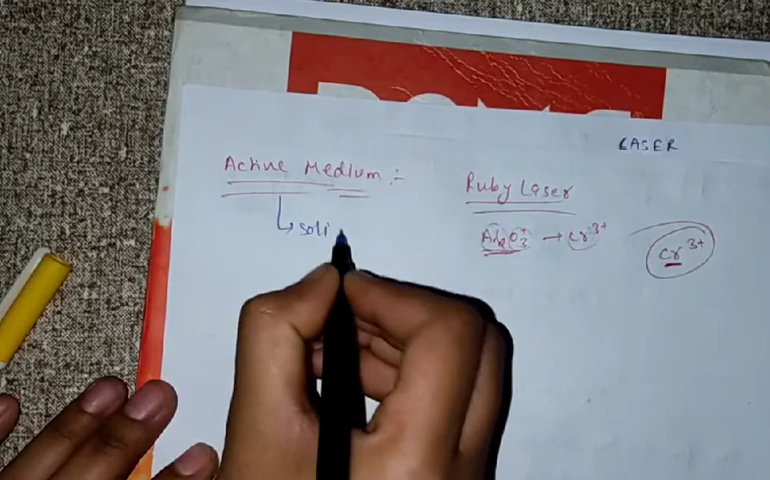 LASER
Active Medium :-
↳ soli
Ruby Laser
Al2O3 → Cr3+
Cr3+